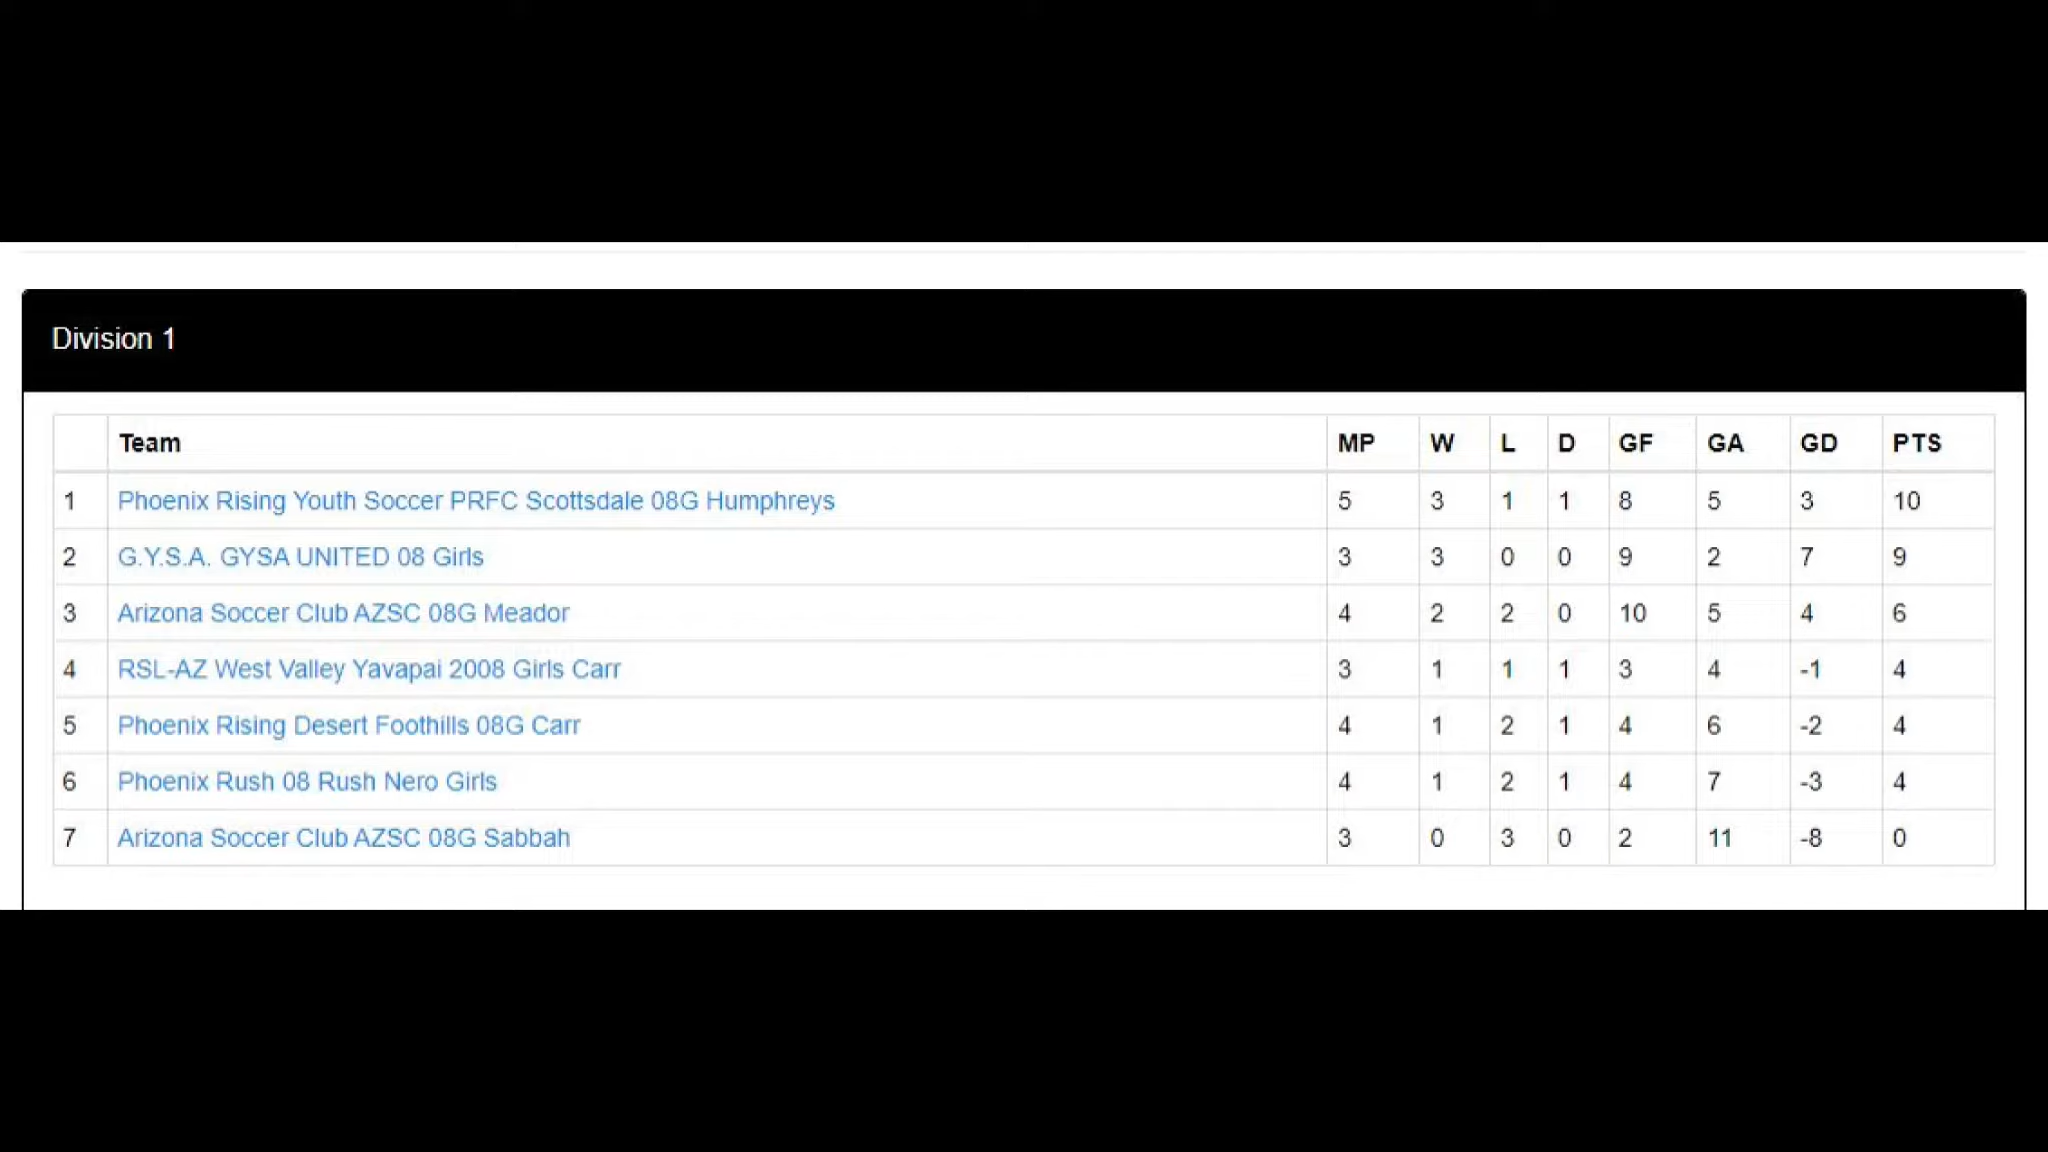 Division 1
Team MP W L D GF GA GD PTS
1 Phoenix Rising Youth Soccer PRFC Scottsdale 08G Humphreys 5 3 1 1 8 5 3 10
2 G.Y.S.A. GYSA UNITED 08 Girls 3 3 0 0 9 2 7 9
3 Arizona Soccer Club AZSC 08G Meador 4 2 2 0 10 5 4 6
4 RSL-AZ West Valley Yavapai 2008 Girls Carr 3 1 1 1 3 4 -1 4
5 Phoenix Rising Desert Foothills 08G Carr 4 1 2 1 4 6 -2 4
6 Phoenix Rush 08 Rush Nero Girls 4 1 2 1 4 7 -3 4
7 Arizona Soccer Club AZSC 08G Sabbah 3 0 3 0 2 11 -8 0